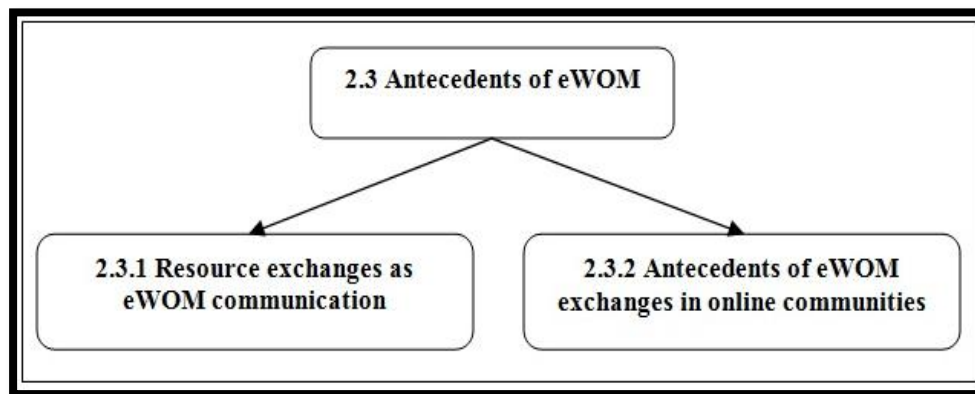 2.3 Antecedents of eWOM
2.3.1 Resource exchanges as
eWOM communication
2.3.2 Antecedents of eWOM
exchanges in online communities